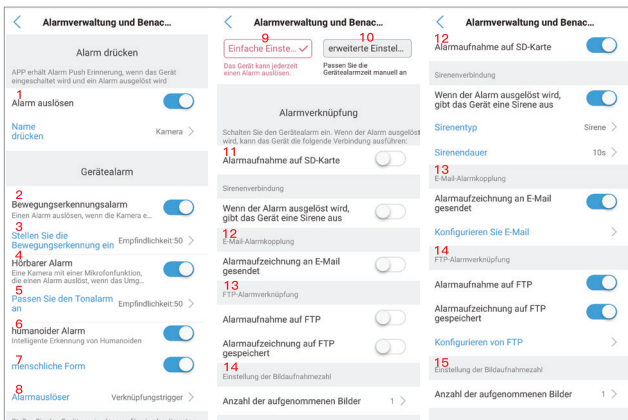 Alarmverwaltung und Benac...
Alarm drücken
APP erhält Alarm Push Erinnerung, wenn das Gerät
eingeschaltet wird und ein Alarm ausgelöst wird
1
Alarm auslösen
Name
drücken
Kamera >
Gerätealarm
2
Bewegungserkennungsalarm
Einen Alarm auslösen, wenn die Kamera e...
3
Stellen Sie die
Bewegungserkennung ein Empfindlichkeit:50 >
4
Hörbarer Alarm
Eine Kamera mit einer Mikrofonfunktion,
die einen Alarm auslöst, wenn das Umg...
5
Passen Sie den Tonalarm
an
Empfindlichkeit:50 >
6
humanoider Alarm
Intelligente Erkennung von Humanoiden
7
menschliche Form
8
Alarmauslöser Verknüpfungstrigger >
Alarmverwaltung und Benac...
9
Einfache Einste...
Das Gerät kann jederzeit
einen Alarm auslösen.
10
erweiterte Einstel...
Passen Sie die
Gerätealarmzeit manuell an
Alarmverknüpfung
Schalten Sie den Gerätealarm ein. Wenn der Alarm ausgelöst
wird, kann das Gerät die folgende Verbindung ausführen:
11
Alarmaufnahme auf SD-Karte
Sirenenverbindung
Wenn der Alarm ausgelöst wird,
gibt das Gerät eine Sirene aus
12
E-Mail-Alarmkopplung
Alarmaufzeichnung an E-Mail
gesendet
13
FTP-Alarmverknüpfung
Alarmaufnahme auf FTP
Alarmaufzeichnung auf FTP
gespeichert
14
Einstellung der Bildaufnahmezahl
Anzahl der aufgenommenen Bilder 1 >
Alarmverwaltung und Benac...
12
Alarmaufnahme auf SD-Karte
Sirenenverbindung
Wenn der Alarm ausgelöst wird,
gibt das Gerät eine Sirene aus
Sirenentyp Sirene >
Sirenendauer 10s >
13
E-Mail-Alarmkopplung
Alarmaufzeichnung an E-Mail
gesendet
Konfigurieren Sie E-Mail >
14
FTP-Alarmverknüpfung
Alarmaufnahme auf FTP
Alarmaufzeichnung auf FTP
gespeichert
Konfigurieren von FTP >
15
Einstellung der Bildaufnahmezahl
Anzahl der aufgenommenen Bilder 1 >